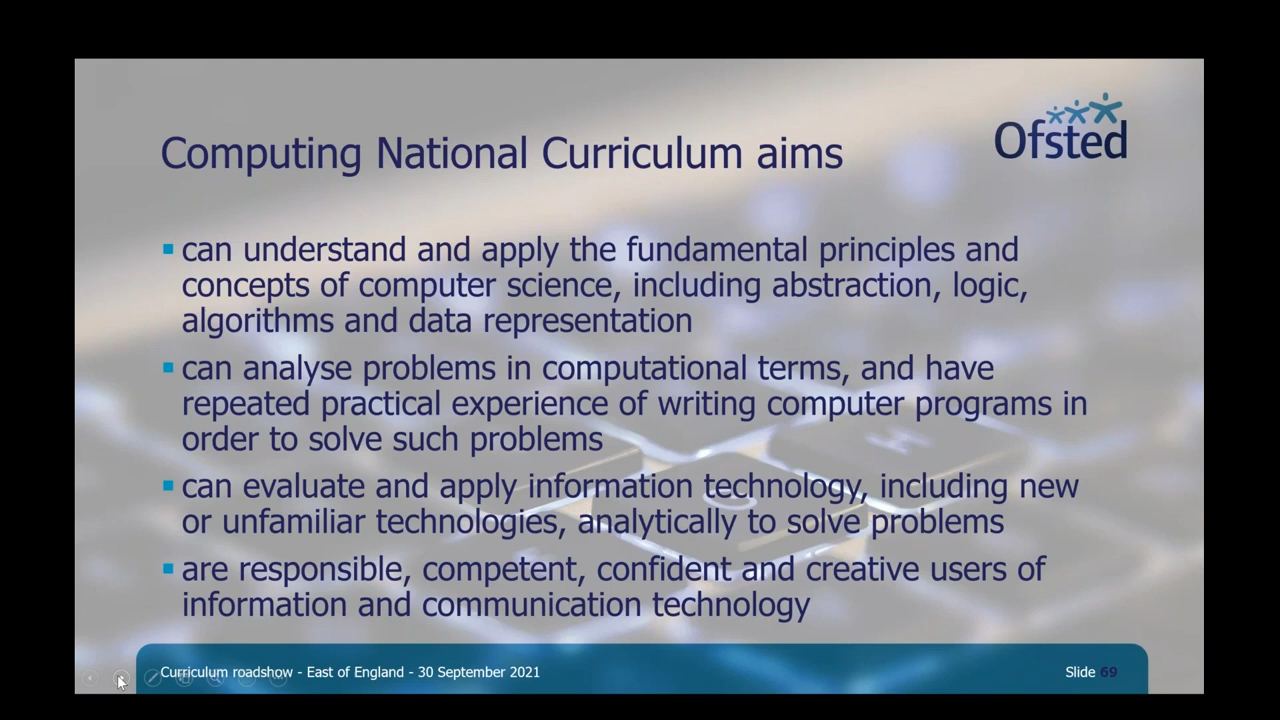 Ofsted
Computing National Curriculum aims
can understand and apply the fundamental principles and
concepts of computer science, including abstraction, logic,
algorithms and data representation
can analyse problems in computational terms, and have
repeated practical experience of writing computer programs in
order to solve such problems
can evaluate and apply information technology, including new
or unfamiliar technologies, analytically to solve problems
are responsible, competent, confident and creative users of
information and communication technology
Curriculum roadshow - East of England - 30 September 2021
Slide 69